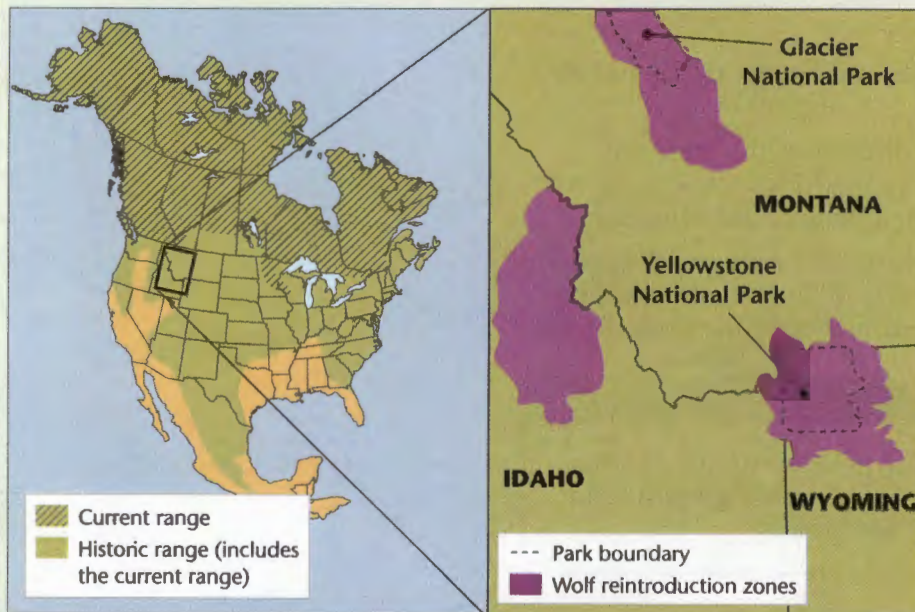 Current range
Historic range (includes
the current range)
Glacier
National Park
MONTANA
Yellowstone
National Park
IDAHO
WYOMING
Park boundary
Wolf reintroduction zones